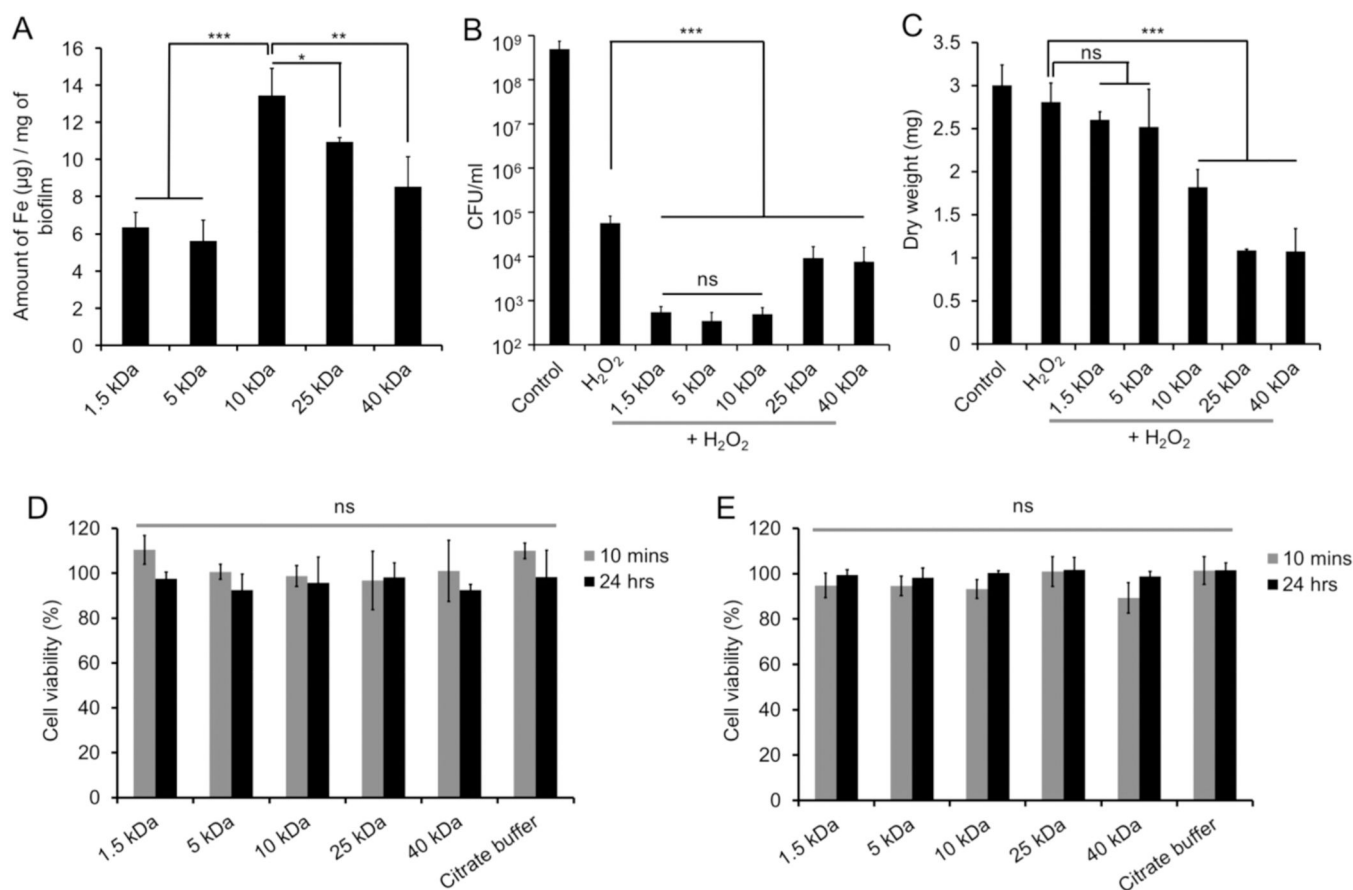 A
Amount of Fe (µg) / mg of
biofilm
16
14
12
10
8
6
4
2
0
***
**
*
1.5 kDa
5 kDa
10 kDa
25 kDa
40 kDa
B
CFU/ml
10⁹
10⁸
10⁷
10⁶
10⁵
10⁴
10³
10²
***
ns
Control
H₂O₂
1.5 kDa
5 kDa
10 kDa
25 kDa
40 kDa
+ H₂O₂
C
Dry weight (mg)
3.5
3
2.5
2
1.5
1
0.5
0
***
ns
Control
H₂O₂
1.5 kDa
5 kDa
10 kDa
25 kDa
40 kDa
+ H₂O₂
D
Cell viability (%)
120
100
80
60
40
20
0
ns
10 mins
24 hrs
1.5 kDa
5 kDa
10 kDa
25 kDa
40 kDa
Citrate buffer
E
Cell viability (%)
120
100
80
60
40
20
0
ns
10 mins
24 hrs
1.5 kDa
5 kDa
10 kDa
25 kDa
40 kDa
Citrate buffer